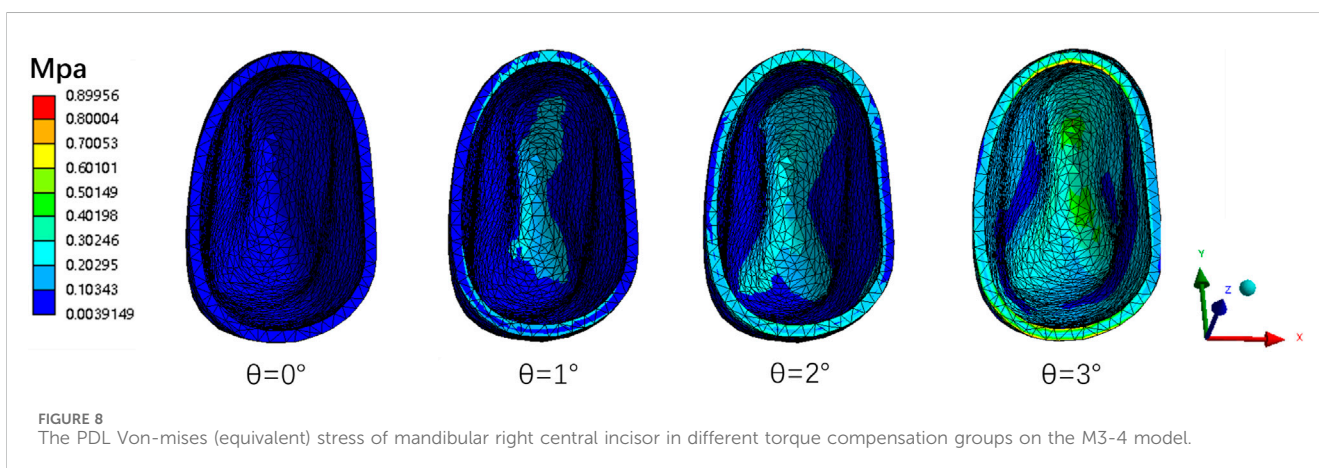 Mpa
0.89956
0.80004
0.70053
0.60101
0.50149
0.40198
0.30246
0.20295
0.10343
0.0039149
Y
Z
X
θ=0°
θ=1°
θ=2°
θ=3°
FIGURE 8
The PDL Von-mises (equivalent) stress of mandibular right central incisor in different torque compensation groups on the M3-4 model.